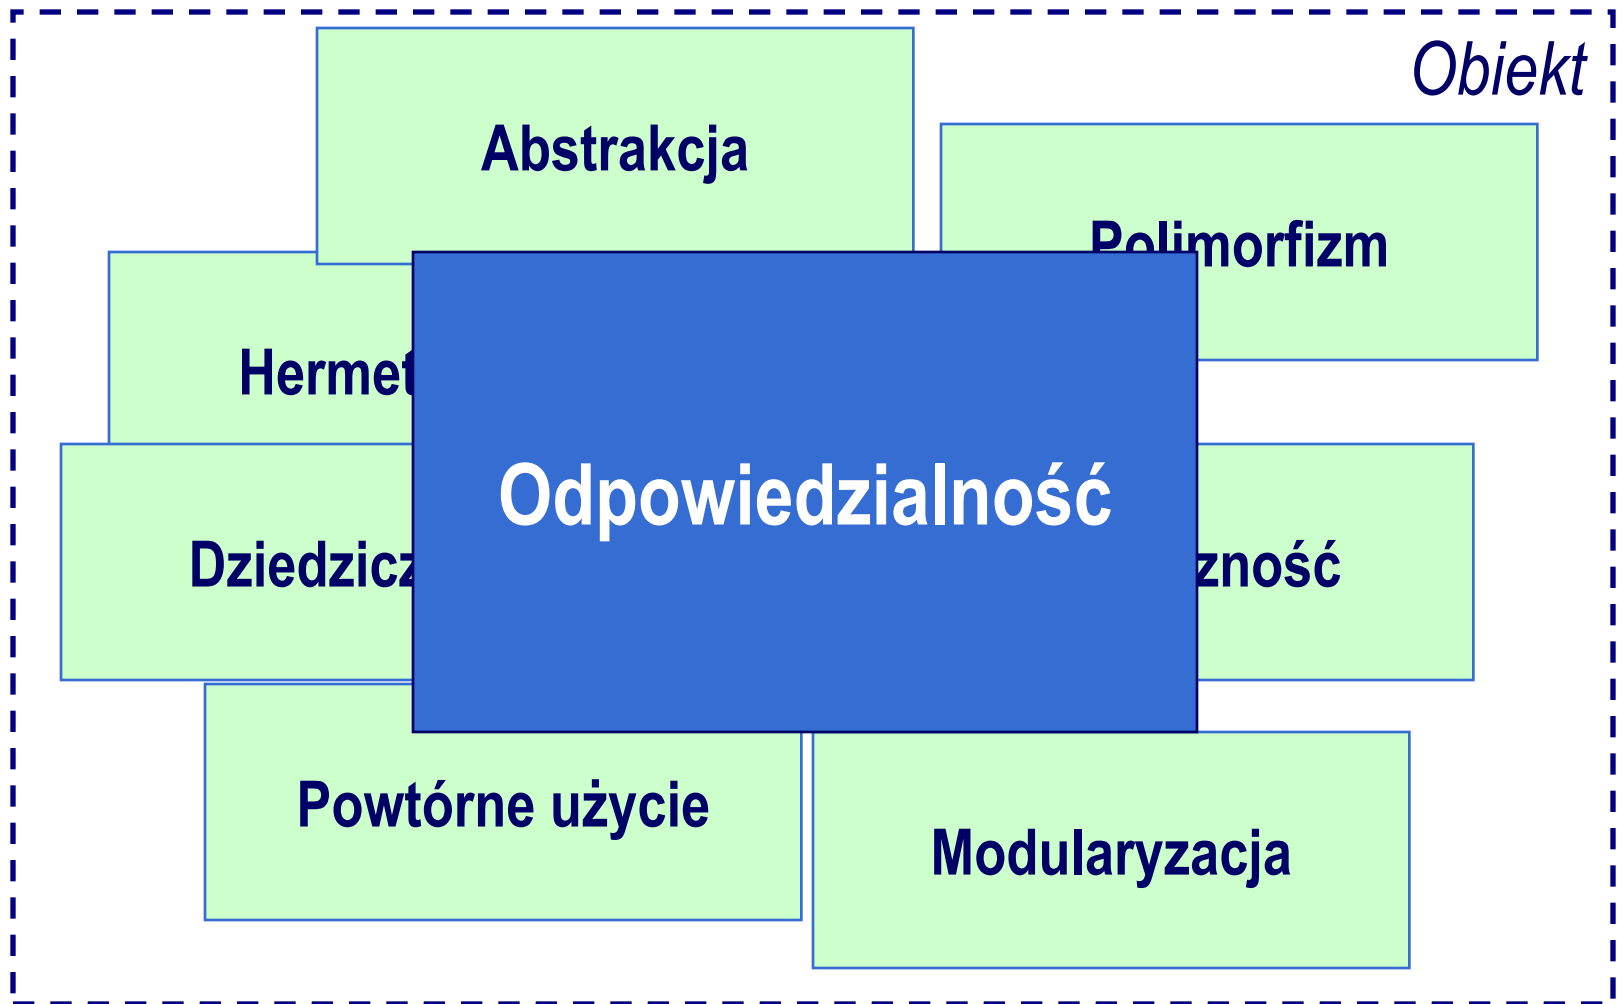 Obiekt
Abstrakcja
Polimorfizm
Hermet
Odpowiedzialność
Dziedzicz
zność
Powtórne użycie
Modularyzacja